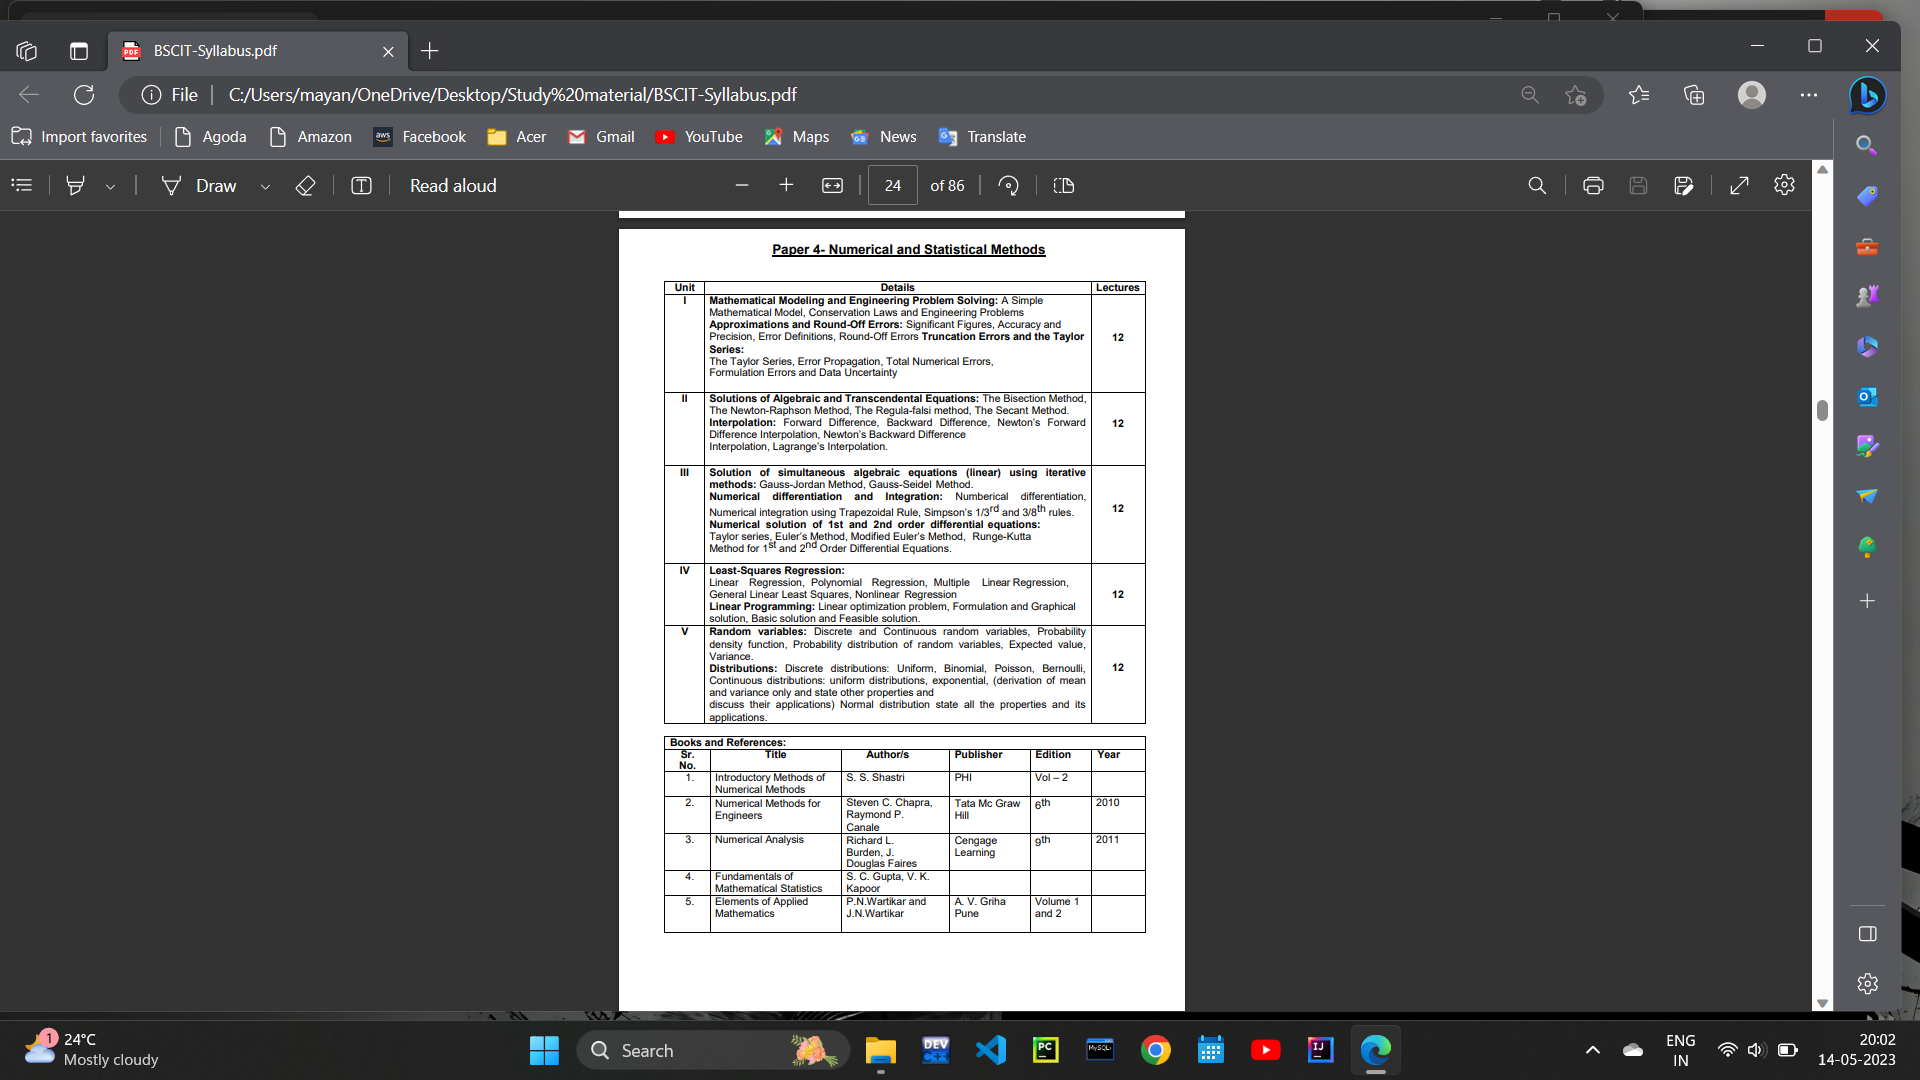 BSCIT-Syllabus.pdf
File
C:/Users/mayan/OneDrive/Desktop/Study%20material/BSCIT-Syllabus.pdf
Import favorites
Agoda
Amazon
aws
Facebook
Acer
Gmail
YouTube
Maps
News
Translate
Draw
Read aloud
24
of 86
Paper 4- Numerical and Statistical Methods
Unit Details Lectures
I Mathematical Modeling and Engineering Problem Solving: A Simple
Mathematical Model, Conservation Laws and Engineering Problems
Approximations and Round-Off Errors: Significant Figures, Accuracy and
Precision, Error Definitions, Round-Off Errors Truncation Errors and the Taylor
Series:
The Taylor Series, Error Propagation, Total Numerical Errors,
Formulation Errors and Data Uncertainty
12
II Solutions of Algebraic and Transcendental Equations: The Bisection Method,
The Newton-Raphson Method, The Regula-falsi method, The Secant Method.
Interpolation: Forward Difference, Backward Difference, Newton's Forward
Difference Interpolation, Newton's Backward Difference
Interpolation, Lagrange's Interpolation.
12
III Solution of simultaneous algebraic equations (linear) using iterative
methods: Gauss-Jordan Method, Gauss-Seidel Method.
Numerical differentiation and Integration: Numberical differentiation,
Numerical integration using Trapezoidal Rule, Simpson's 1/3rd and 3/8th rules.
Numerical solution of 1st and 2nd order differential equations:
Taylor series, Euler's Method, Modified Euler's Method, Runge-Kutta
Method for 1st and 2nd Order Differential Equations.
12
IV Least-Squares Regression:
Linear Regression, Polynomial Regression, Multiple Linear Regression,
General Linear Least Squares, Nonlinear Regression
Linear Programming: Linear optimization problem, Formulation and Graphical
solution, Basic solution and Feasible solution.
12
V Random variables: Discrete and Continuous random variables, Probability
density function, Probability distribution of random variables, Expected value,
Variance.
Distributions: Discrete distributions: Uniform, Binomial, Poisson, Bernoulli,
Continuous distributions: uniform distributions, exponential, (derivation of mean
and variance only and state other properties and
discuss their applications) Normal distribution state all the properties and its
applications.
12
Books and References:
Sr. No. Title Author/s Publisher Edition Year
1. Introductory Methods of Numerical Methods S. S. Shastri PHI Vol – 2
2. Numerical Methods for Engineers Steven C. Chapra, Raymond P. Canale Tata Mc Graw Hill 6th 2010
3. Numerical Analysis Richard L. Burden, J. Douglas Faires Cengage Learning 9th 2011
4. Fundamentals of Mathematical Statistics S. C. Gupta, V. K. Kapoor
5. Elements of Applied Mathematics P.N.Wartikar and J.N.Wartikar A. V. Griha Pune Volume 1 and 2
1
24°C
Mostly cloudy
Search
DEV C++
PC
MySQL
IJ
ENG
IN
20:02
14-05-2023